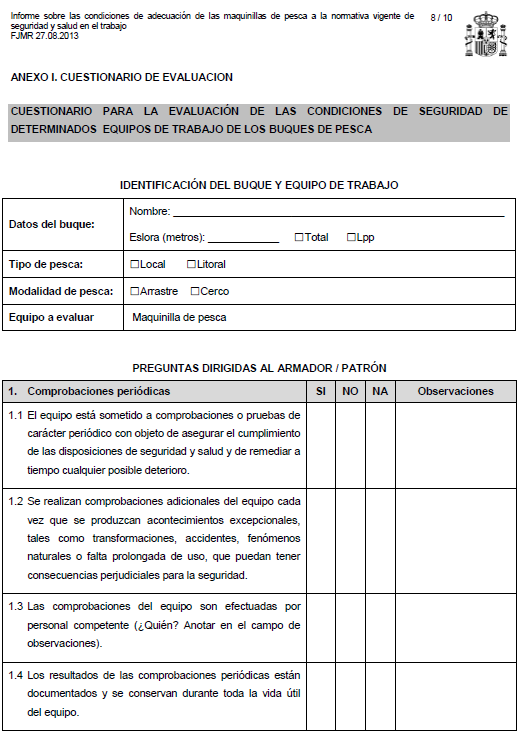 Informe sobre las condiciones de adecuación de las maquinillas de pesca a la normativa vigente de
seguridad y salud en el trabajo
FJMR 27.08.2013
8 / 10
ANEXO I. CUESTIONARIO DE EVALUACION
CUESTIONARIO PARA LA EVALUACIÓN DE LAS CONDICIONES DE SEGURIDAD DE
DETERMINADOS EQUIPOS DE TRABAJO DE LOS BUQUES DE PESCA
IDENTIFICACIÓN DEL BUQUE Y EQUIPO DE TRABAJO
Datos del buque:
Nombre: ____________________
Eslora (metros): ____________ ☐Total ☐Lpp
Tipo de pesca: ☐Local ☐Litoral
Modalidad de pesca: ☐Arrastre ☐Cerco
Equipo a evaluar Maquinilla de pesca
PREGUNTAS DIRIGIDAS AL ARMADOR / PATRÓN
1. Comprobaciones periódicas SI NO NA Observaciones
1.1 El equipo está sometido a comprobaciones o pruebas de
carácter periódico con objeto de asegurar el cumplimiento
de las disposiciones de seguridad y salud y de remediar a
tiempo cualquier posible deterioro.
1.2 Se realizan comprobaciones adicionales del equipo cada
vez que se produzcan acontecimientos excepcionales,
tales como transformaciones, accidentes, fenómenos
naturales o falta prolongada de uso, que puedan tener
consecuencias perjudiciales para la seguridad.
1.3 Las comprobaciones del equipo son efectuadas por
personal competente (¿Quién? Anotar en el campo de
observaciones).
1.4 Los resultados de las comprobaciones periódicas están
documentados y se conservan durante toda la vida útil
del equipo.